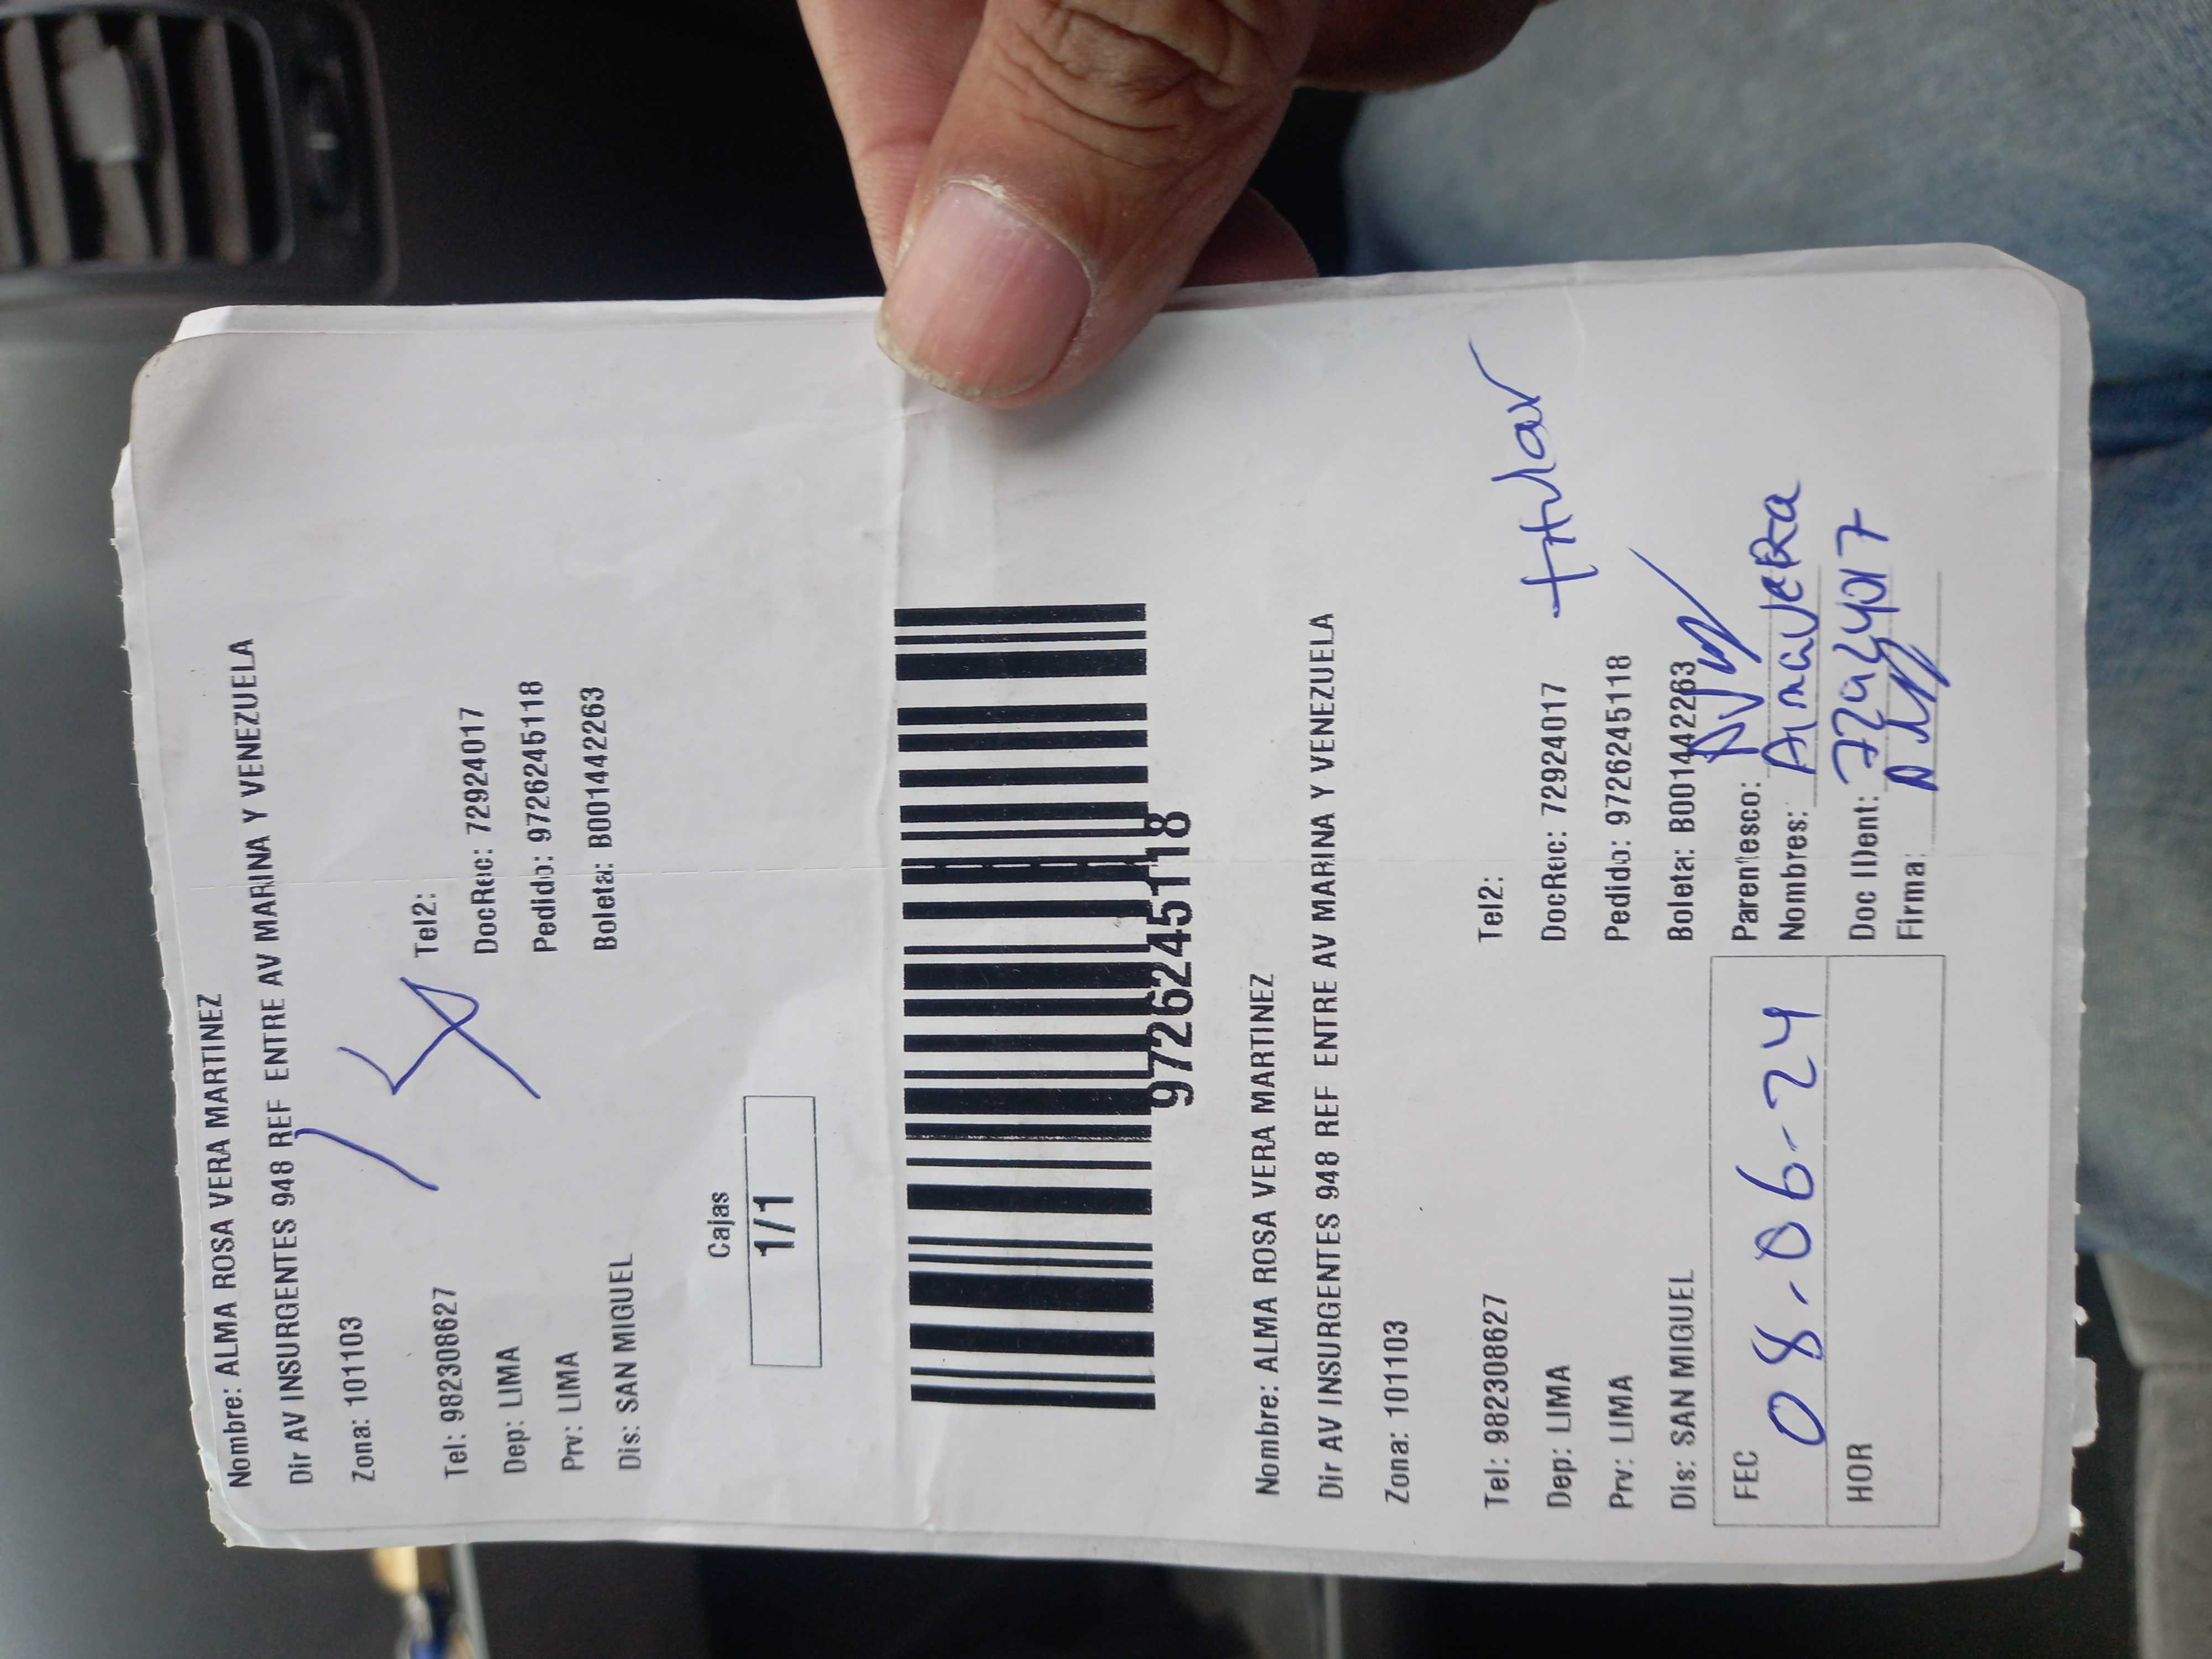 Nombre: ALMA ROSA VERA MARTINEZ
Dir AV INSURGENTES 948 REF ENTRE AV MARINA Y VENEZUELA
Zona: 101103
Tel: 982308627 Tel2:
Dep: LIMA DocRec: 72924017
Prv: LIMA Pedido: 9726245118
Dis: SAN MIGUEL Boleta: B001442263
Cajas
1/1
9726245118
Nombre: ALMA ROSA VERA MARTINEZ
Dir AV INSURGENTES 948 REF ENTRE AV MARINA Y VENEZUELA
Zona: 101103
Tel: 982308627 Tel2:
Dep: LIMA DocRec: 72924017 titular
Prv: LIMA Pedido: 9726245118
Dis: SAN MIGUEL Boleta: B001442263
FEC 08-06-24 Parentesco:
Nombres: Alma Vera
HOR Doc IDent: 72924017
Firma: